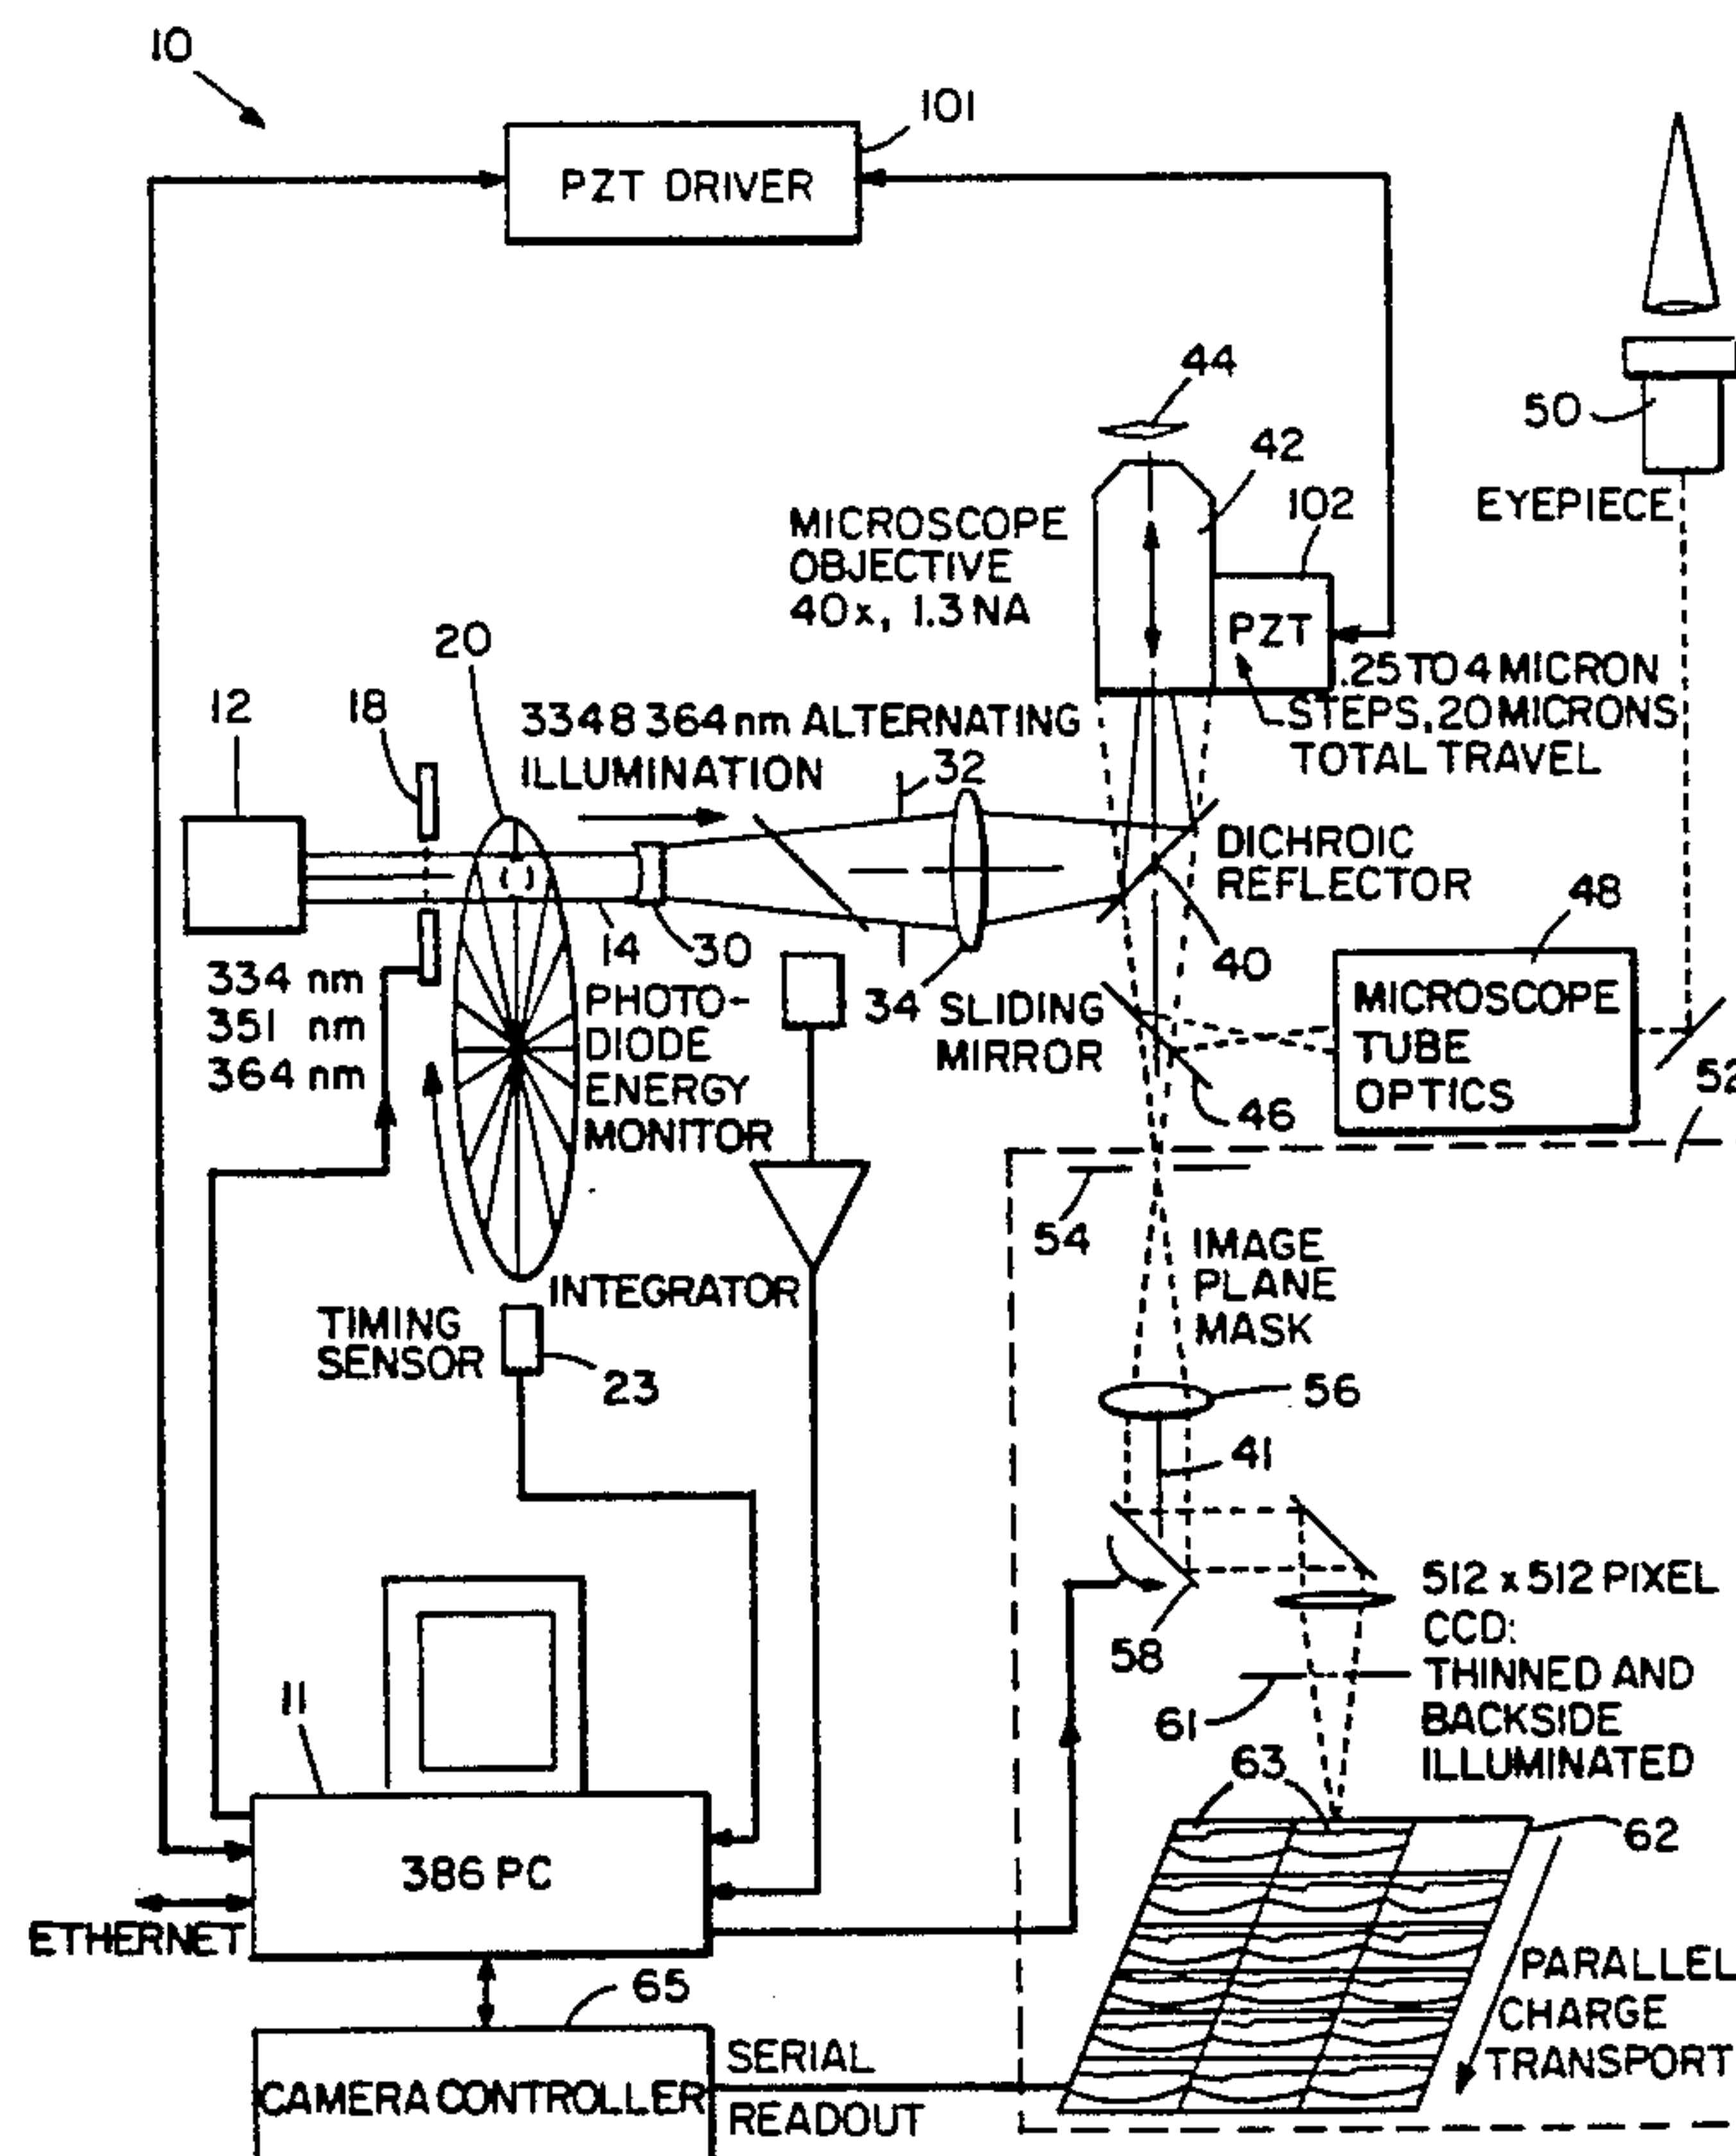 10
101
PZT DRIVER
44
42
50
EYEPIECE
102
MICROSCOPE
OBJECTIVE
40x, 1.3 NA
PZT
.25 TO 4 MICRON
STEPS, 20 MICRONS
TOTAL TRAVEL
20
12
18
3348 364nm ALTERNATING
ILLUMINATION
32
DICHROIC
REFLECTOR
48
14
30
34
40
334 nm
351 nm
364 nm
PHOTO-
DIODE
ENERGY
MONITOR
SLIDING
MIRROR
46
MICROSCOPE
TUBE
OPTICS
52
54
IMAGE
PLANE
MASK
INTEGRATOR
TIMING
SENSOR
23
56
41
58
512 x 512 PIXEL
CCD:
THINNED AND
BACKSIDE
ILLUMINATED
61
11
63
62
386 PC
ETHERNET
65
PARALLEL
CHARGE
TRANSPORT
CAMERA CONTROLLER
SERIAL
READOUT